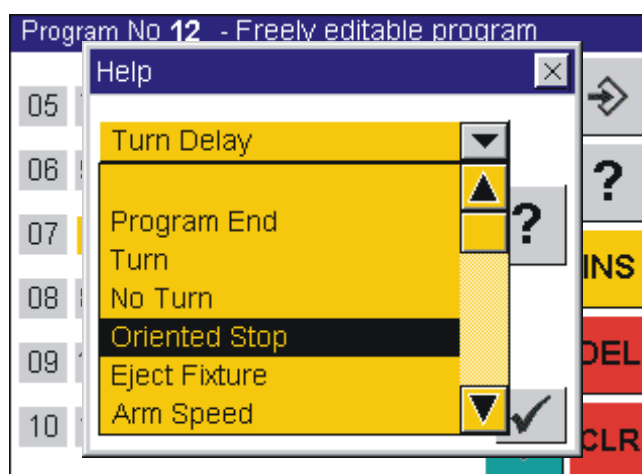 Program No 12 - Freely editable program
Help
05
Turn Delay
06
?
Program End
?
07
Turn
INS
No Turn
08
Oriented Stop
09
DEL
Eject Fixture
Arm Speed
10
CLR